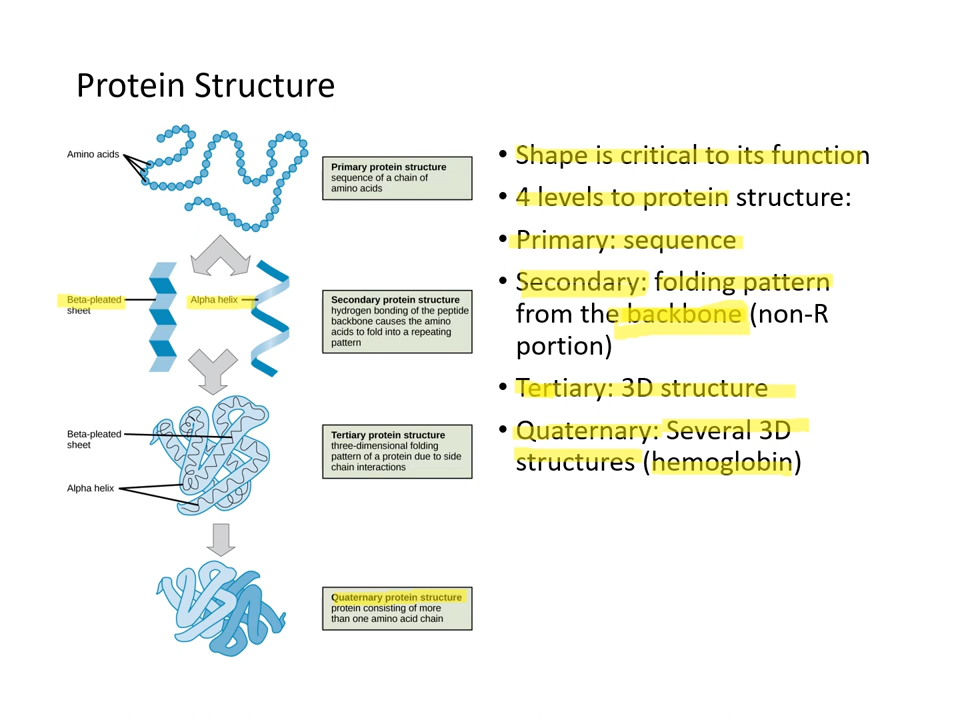 Protein Structure
Amino acids
Primary protein structure
sequence of a chain of
amino acids
Beta-pleated
sheet
Alpha helix
Secondary protein structure
hydrogen bonding of the peptide
backbone causes the amino
acids to fold into a repeating
pattern
Beta-pleated
sheet
Alpha helix
Tertiary protein structure
three-dimensional folding
pattern of a protein due to side
chain interactions
Quaternary protein structure
protein consisting of more
than one amino acid chain
• Shape is critical to its function
• 4 levels to protein structure:
• Primary: sequence
• Secondary: folding pattern
from the backbone (non-R
portion)
• Tertiary: 3D structure
• Quaternary: Several 3D
structures (hemoglobin)